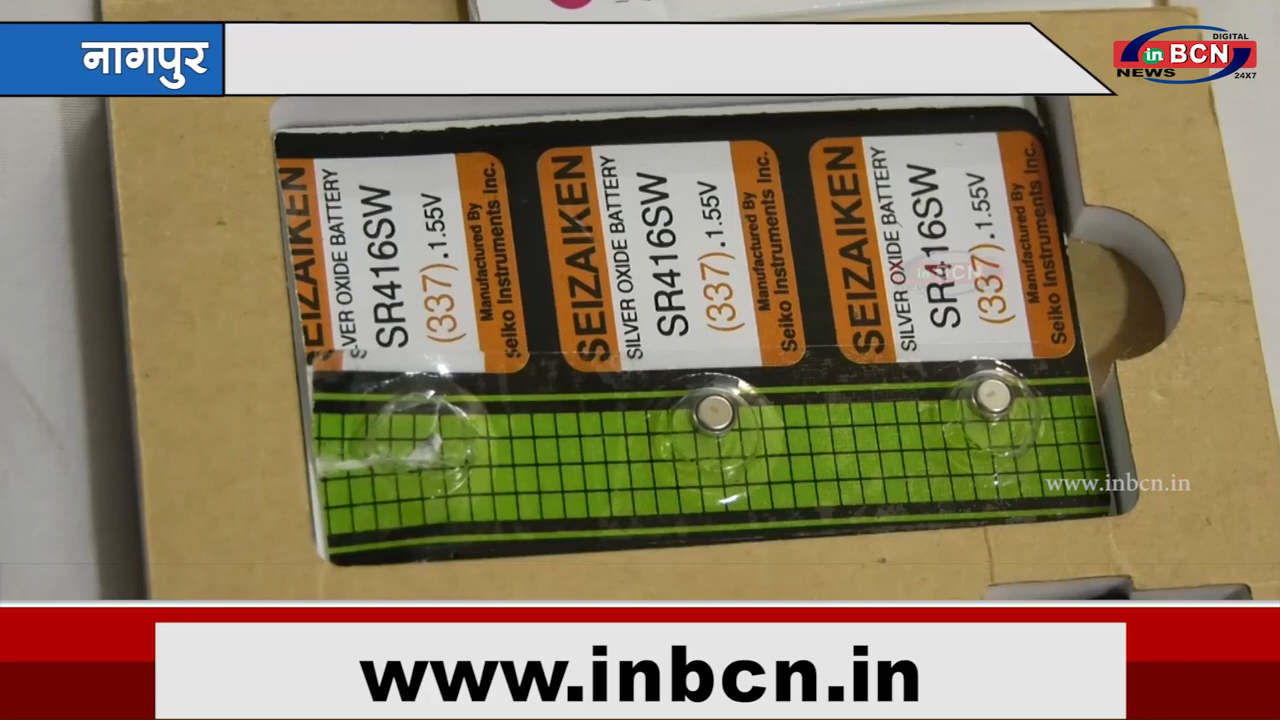 नागपुर
DIGITAL
in BCN
NEWS 24X7
SEIZAIKEN
SILVER OXIDE BATTERY
SR416SW
(337).1.55V
Manufactured By
Seiko Instruments Inc.
SEIZAIKEN
SILVER OXIDE BATTERY
SR416SW
(337).1.55V
Manufactured By
Seiko Instruments Inc.
SEIZAIKEN
SILVER OXIDE BATTERY
SR416SW
(337).1.55V
Manufactured By
Seiko Instruments Inc.
in BCN
www.inbcn.in
www.inbcn.in